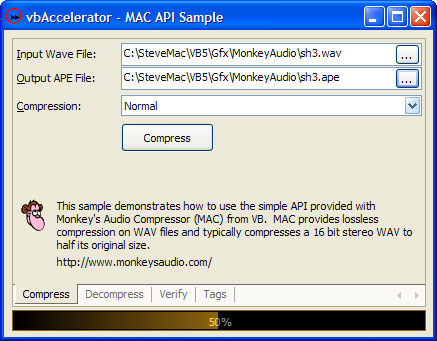 vbAccelerator - MAC API Sample
Input Wave File: C:\SteveMac\VB5\Gfx\MonkeyAudio\sh3.wav ...
Output APE File: C:\SteveMac\VB5\Gfx\MonkeyAudio\sh3.ape ...
Compression: Normal
Compress
This sample demonstrates how to use the simple API provided with
Monkey's Audio Compressor (MAC) from VB. MAC provides lossless
compression on WAV files and typically compresses a 16 bit stereo WAV to
half its original size.
http://www.monkeysaudio.com/
Compress Decompress Verify Tags
50%